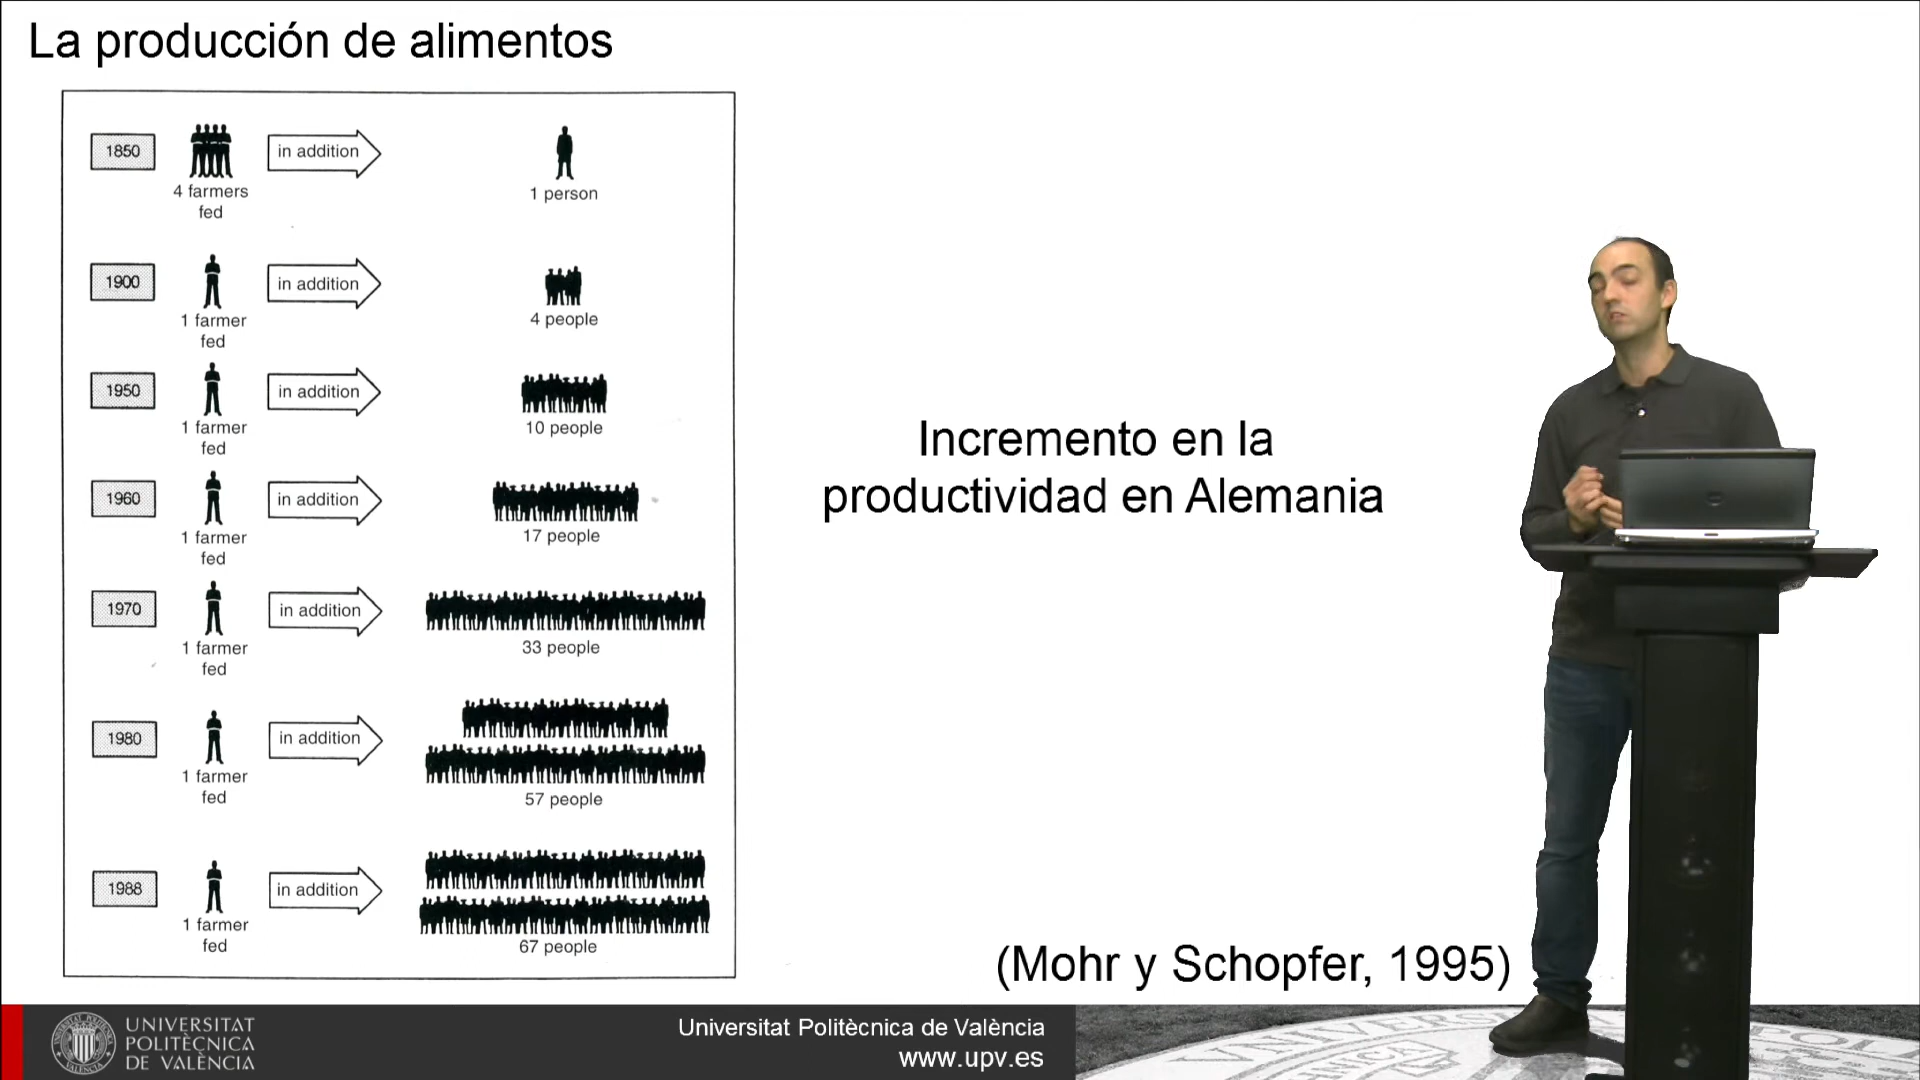 La producción de alimentos
1850
4 farmers
fed
in addition
1 person
1900
1 farmer
fed
in addition
4 people
1950
1 farmer
fed
in addition
10 people
1960
1 farmer
fed
in addition
17 people
1970
1 farmer
fed
in addition
33 people
1980
1 farmer
fed
in addition
57 people
1988
1 farmer
fed
in addition
67 people
Incremento en la
productividad en Alemania
(Mohr y Schopfer, 1995)
UNIVERSITAT
POLITÈCNICA
DE VALÈNCIA
Universitat Politècnica de València
www.upv.es